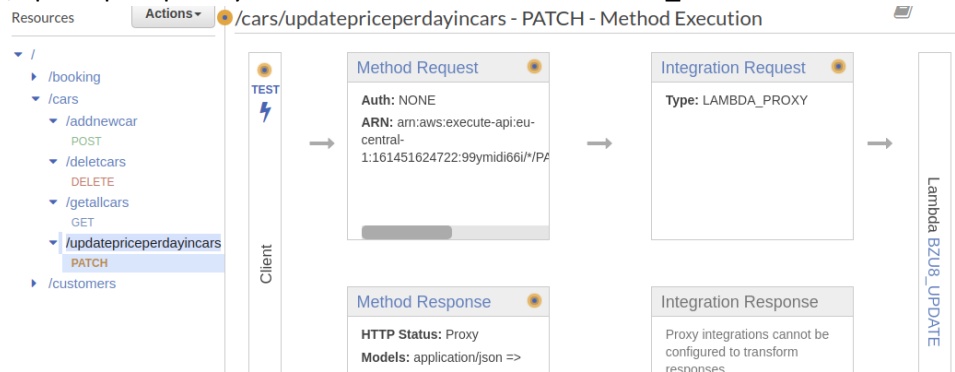 Resources
Actions
/cars/updatepriceperdayincars - PATCH - Method Execution
/
/booking
/cars
/addnewcar
POST
/deletcars
DELETE
/getallcars
GET
/updatepriceperdayincars
PATCH
/customers
TEST
Client
Method Request
Auth: NONE
ARN: arn:aws:execute-api:eu-
central-
1:161451624722:99ymidi66i/*/PA
Integration Request
Type: LAMBDA_PROXY
Method Response
HTTP Status: Proxy
Models: application/json =>
Integration Response
Proxy integrations cannot be
configured to transform
responses
Lambda BZU8_UPDATE